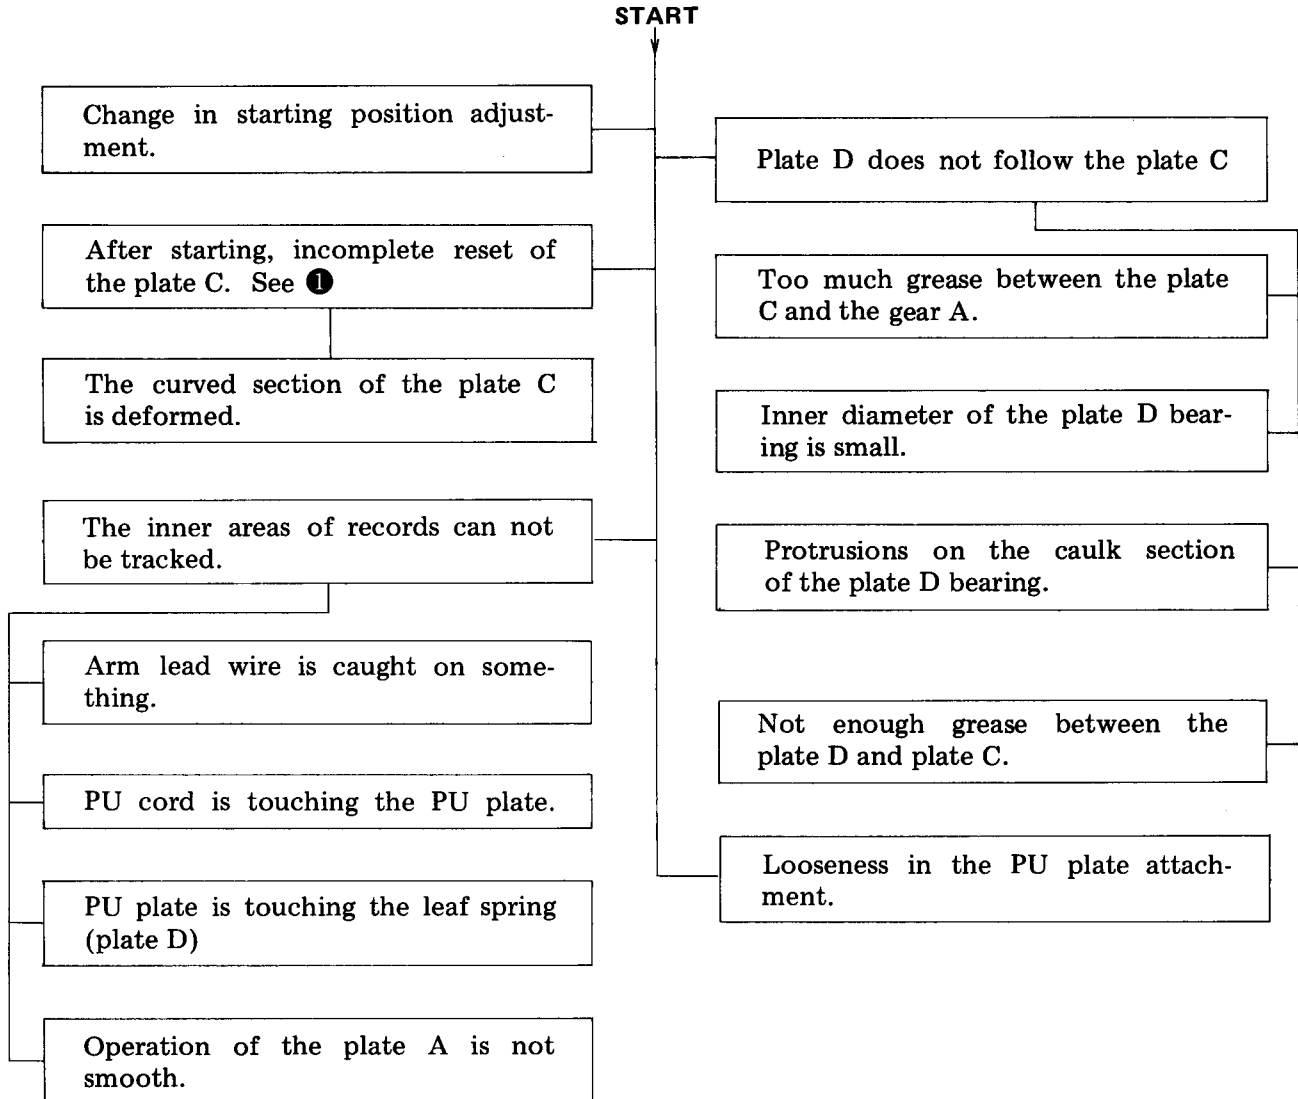 START
Change in starting position adjust-
ment.
After starting, incomplete reset of
the plate C. See ❶
The curved section of the plate C
is deformed.
The inner areas of records can not
be tracked.
Arm lead wire is caught on some-
thing.
PU cord is touching the PU plate.
PU plate is touching the leaf spring
(plate D)
Operation of the plate A is not
smooth.
Plate D does not follow the plate C
Too much grease between the plate
C and the gear A.
Inner diameter of the plate D bear-
ing is small.
Protrusions on the caulk section
of the plate D bearing.
Not enough grease between the
plate D and plate C.
Looseness in the PU plate attach-
ment.